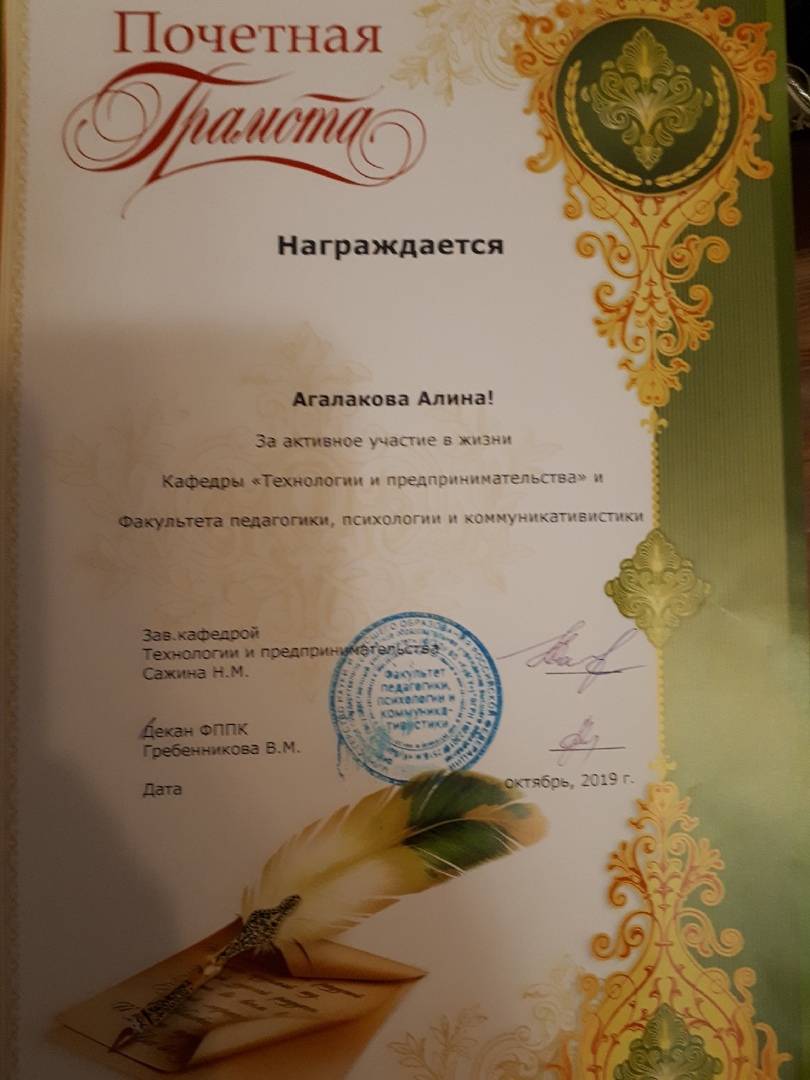 Почетная
Грамота
Награждается
Агалакова Алина!
За активное участие в жизни
Кафедры «Технологии и предпринимательства» и
Факультета педагогики, психологии и коммуникативистики
Зав.кафедрой
Технологии и предпринимательства
Сажина Н.М.
Факультет
педагогики,
психологии и
коммуника-
тивистики
Декан ФППК
Гребенникова В.М.
Дата
октябрь, 2019 г.